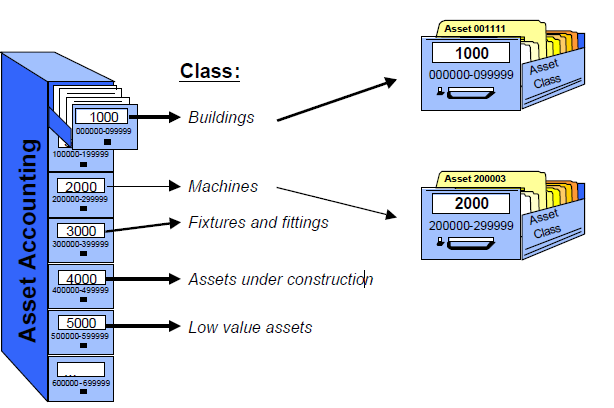 Asset Accounting
Class:
1000
000000-099999
Buildings
100000-199999
2000
200000-299999
Machines
3000
300000-399999
Fixtures and fittings
4000
400000-499999
Assets under construction
5000
500000-599999
Low value assets
...
600000-699999
Asset 001111
1000
000000-099999
Asset
Class
Asset 200003
2000
200000-299999
Asset
Class